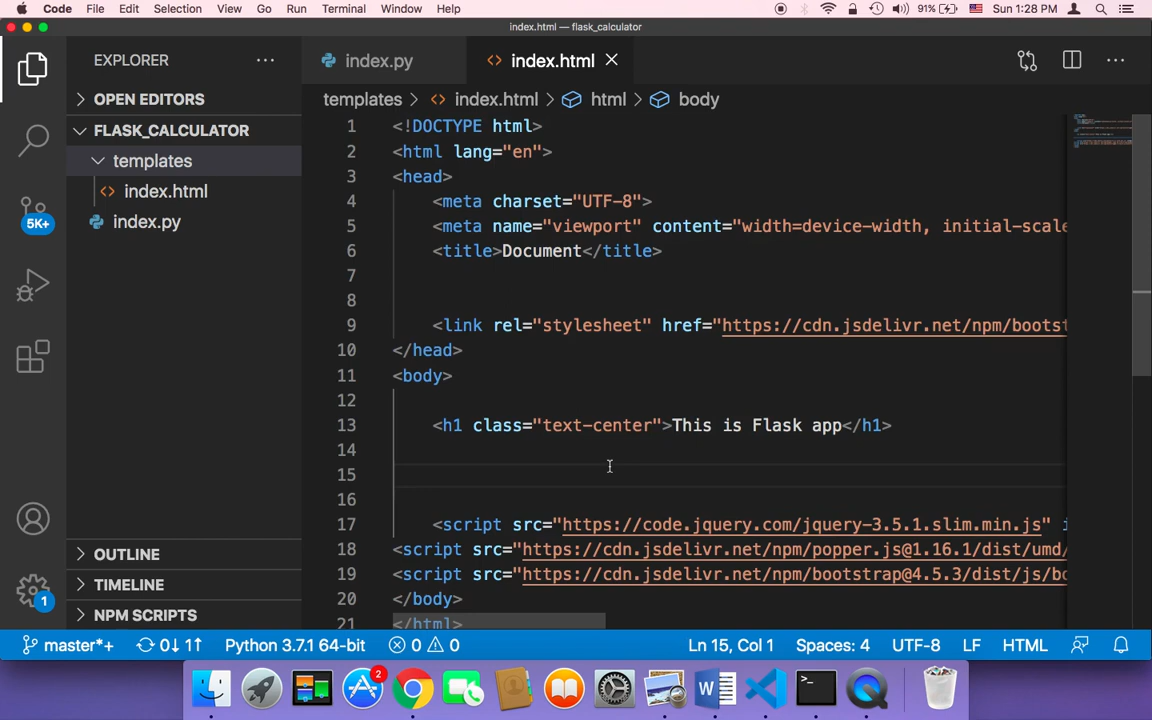 Code File Edit Selection View Go Run Terminal Window Help 91% Sun 1:28 PM
index.html — flask_calculator
EXPLORER
index.py
index.html
OPEN EDITORS
templates
index.html
html
body
FLASK_CALCULATOR
templates
index.html
index.py
5K+
1 <!DOCTYPE html>
2 <html lang="en">
3 <head>
4 <meta charset="UTF-8">
5 <meta name="viewport" content="width=device-width, initial-scale
6 <title>Document</title>
7
8
9 <link rel="stylesheet" href="https://cdn.jsdelivr.net/npm/bootst
10 </head>
11 <body>
12
13 <h1 class="text-center">This is Flask app</h1>
14
15
16
17 <script src="https://code.jquery.com/jquery-3.5.1.slim.min.js" i
18 <script src="https://cdn.jsdelivr.net/npm/popper.js@1.16.1/dist/umd/
19 <script src="https://cdn.jsdelivr.net/npm/bootstrap@4.5.3/dist/js/bo
20 </body>
21 </html>
OUTLINE
TIMELINE
NPM SCRIPTS
1
master*+ 0↓ 1↑ Python 3.7.1 64-bit 0 0 Ln 15, Col 1 Spaces: 4 UTF-8 LF HTML
2
W
>_